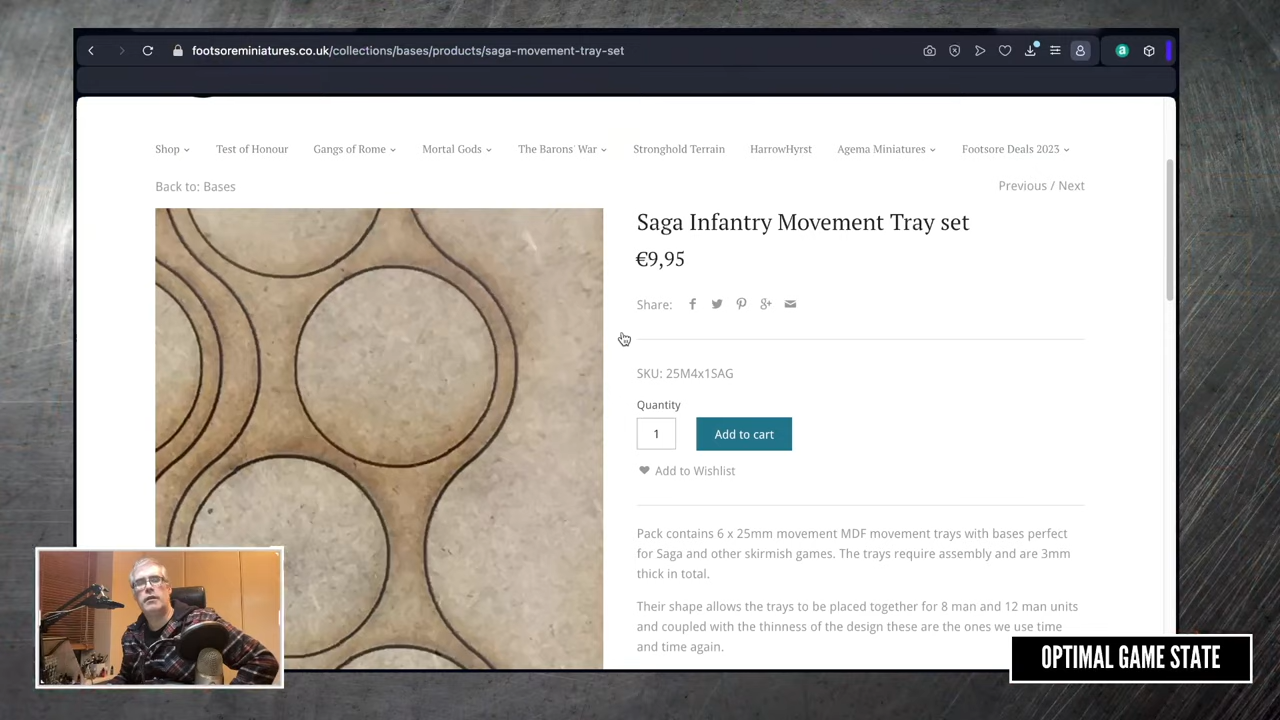 footsoreminiatures.co.uk/collections/bases/products/saga-movement-tray-set
Shop Test of Honour Gangs of Rome Mortal Gods The Barons' War Stronghold Terrain HarrowHyrst Agema Miniatures Footsore Deals 2023
Back to: Bases
Previous / Next
Saga Infantry Movement Tray set
€9,95
Share:
SKU: 25M4x1SAG
Quantity
1 Add to cart
Add to Wishlist
Pack contains 6 x 25mm movement MDF movement trays with bases perfect
for Saga and other skirmish games. The trays require assembly and are 3mm
thick in total.
Their shape allows the trays to be placed together for 8 man and 12 man units
and coupled with the thinness of the design these are the ones we use time
and time again.
OPTIMAL GAME STATE